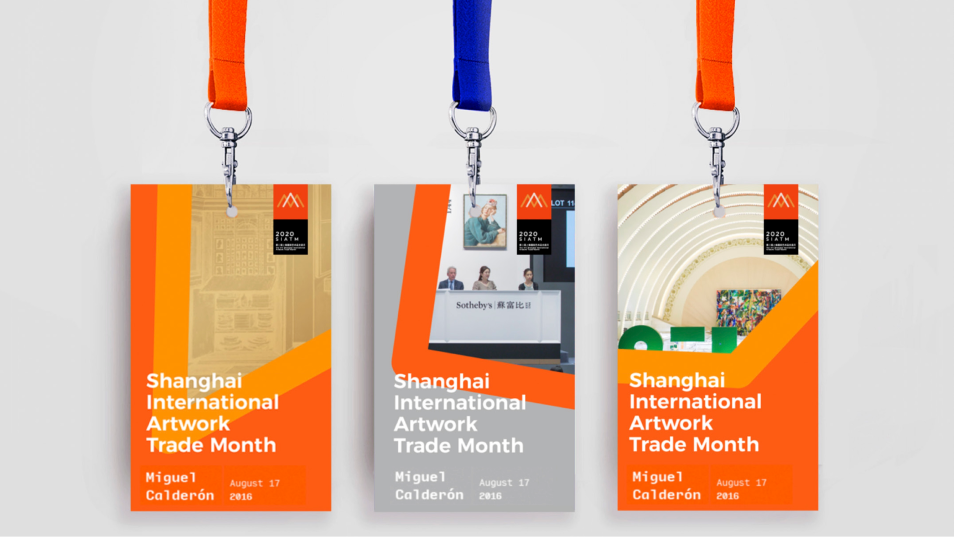 2020
SIATM
Shanghai
International
Artwork
Trade Month
Miguel
Calderón
August 17
2016
LOT 11
2020
SIATM
Sotheby's 蘇富比
Shanghai
International
Artwork
Trade Month
Miguel
Calderón
August 17
2016
2020
SIATM
Shanghai
International
Artwork
Trade Month
Miguel
Calderón
August 17
2016